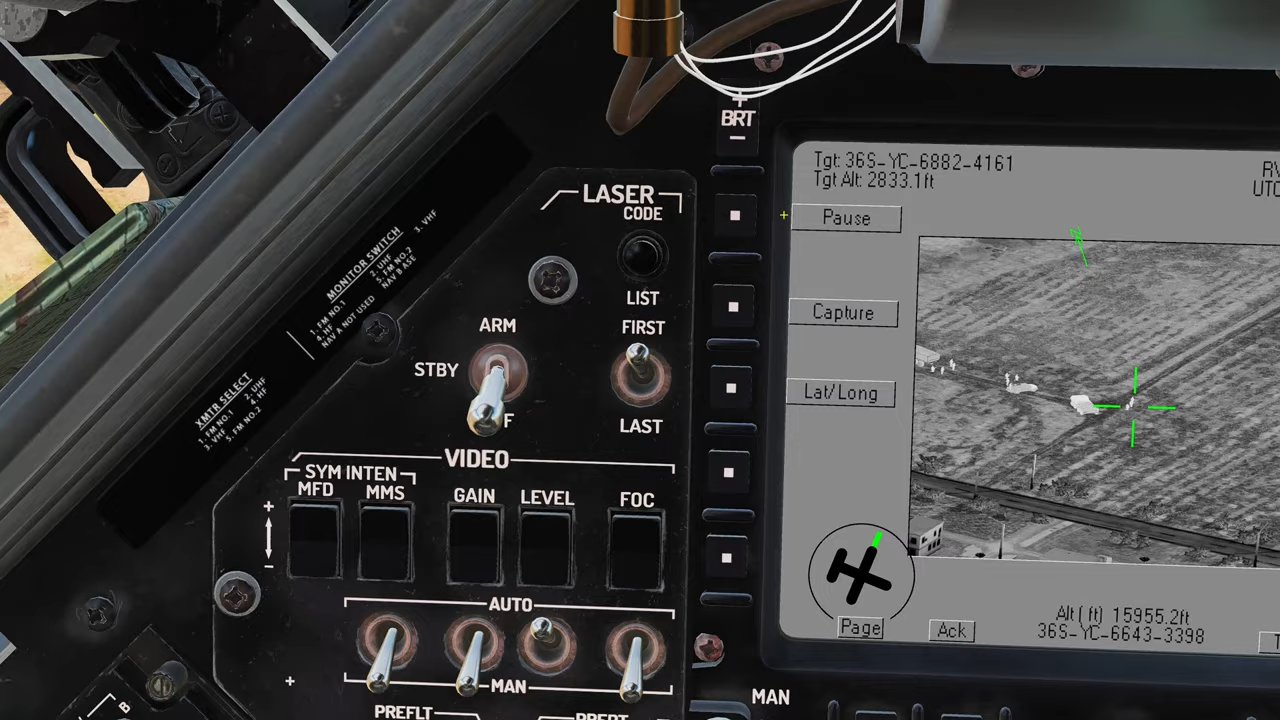 BRT
LASER
CODE
LIST
FIRST
LAST
ARM
STBY
F
MONITOR SWITCH
1. FM NO.1 2. UHF 3. VHF
4. HF 5. FM NO.2
NAV A NOT USED NAV B ASE
XMTR SELECT
1. FM NO.1 2. UHF
3. VHF 4. HF
5. FM NO.2
VIDEO
SYM INTEN
MFD MMS GAIN LEVEL FOC
AUTO
MAN
PREFLT
B
MAN
Tgt: 36S-YC-6882-4161
Tgt Alt: 2833.1ft
RV
UTC
Pause
Capture
Lat/Long
Page
Ack
Alt(ft) 15955.2ft
36S-YC-6643-3398